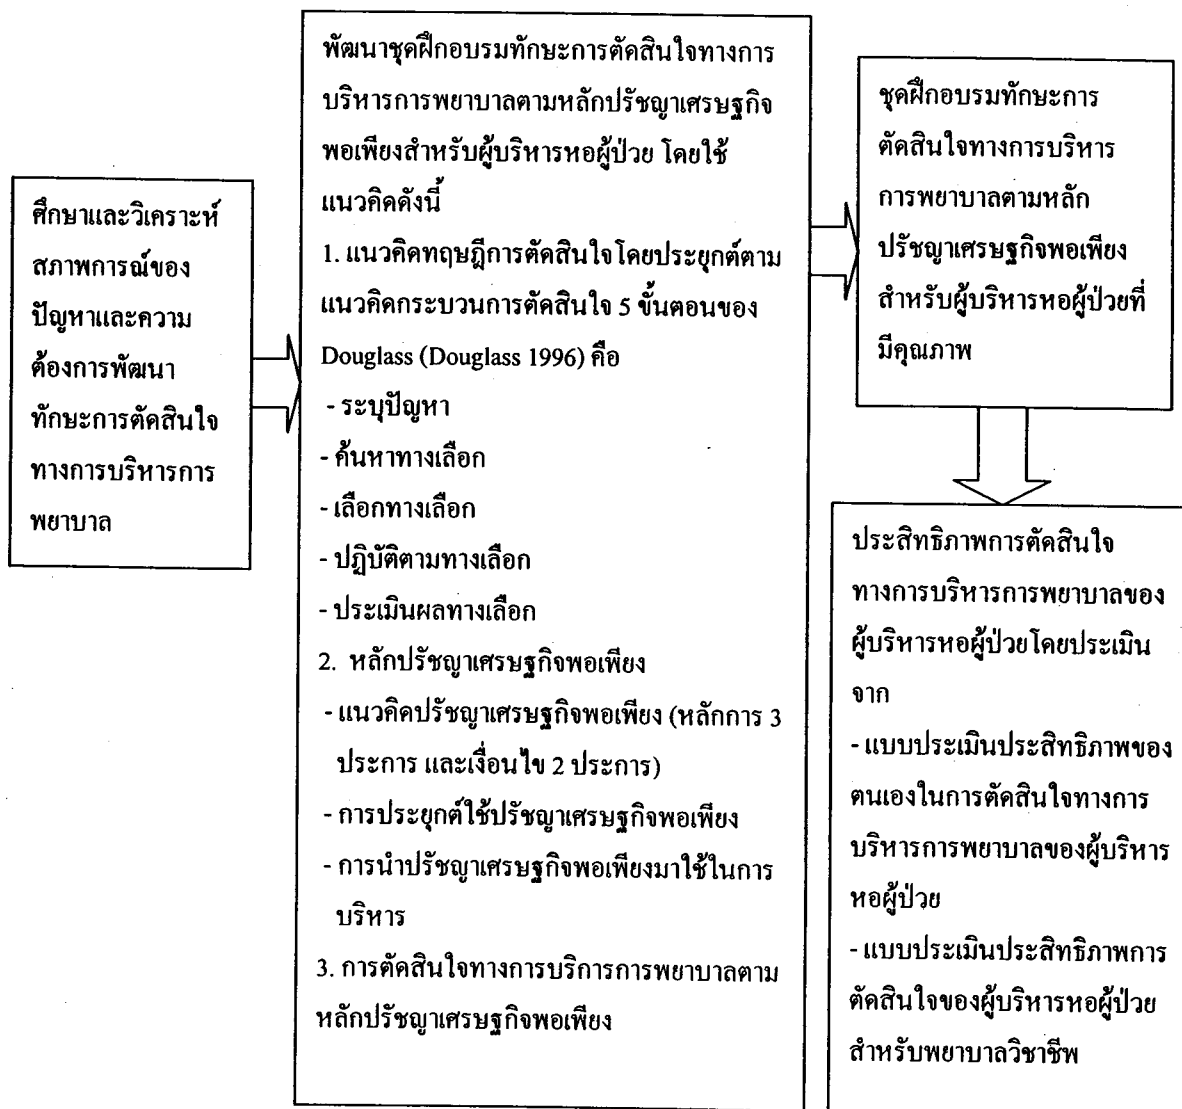 ศึกษาและวิเคราะห์
สภาพการณ์ของ
ปัญหาและความ
ต้องการพัฒนา
ทักษะการตัดสินใจ
ทางการบริหารการ
พยาบาล
พัฒนาชุดฝึกอบรมทักษะการตัดสินใจทางการ
บริหารการพยาบาลตามหลักปรัชญาเศรษฐกิจ
พอเพียงสำหรับผู้บริหารหอผู้ป่วย โดยใช้
แนวคิดดังนี้
1. แนวคิดทฤษฎีการตัดสินใจโดยประยุกต์ตาม
แนวคิดกระบวนการตัดสินใจ 5 ขั้นตอนของ
Douglass (Douglass 1996) คือ
- ระบุปัญหา
- ค้นหาทางเลือก
- เลือกทางเลือก
- ปฏิบัติตามทางเลือก
- ประเมินผลทางเลือก
2. หลักปรัชญาเศรษฐกิจพอเพียง
- แนวคิดปรัชญาเศรษฐกิจพอเพียง (หลักการ 3
ประการ และเงื่อนไข 2 ประการ)
- การประยุกต์ใช้ปรัชญาเศรษฐกิจพอเพียง
- การนำปรัชญาเศรษฐกิจพอเพียงมาใช้ในการ
บริหาร
3. การตัดสินใจทางการบริการการพยาบาลตาม
หลักปรัชญาเศรษฐกิจพอเพียง
ชุดฝึกอบรมทักษะการ
ตัดสินใจทางการบริหาร
การพยาบาลตามหลัก
ปรัชญาเศรษฐกิจพอเพียง
สำหรับผู้บริหารหอผู้ป่วยที่
มีคุณภาพ
ประสิทธิภาพการตัดสินใจ
ทางการบริหารการพยาบาลของ
ผู้บริหารหอผู้ป่วยโดยประเมิน
จาก
- แบบประเมินประสิทธิภาพของ
ตนเองในการตัดสินใจทางการ
บริหารการพยาบาลของผู้บริหาร
หอผู้ป่วย
- แบบประเมินประสิทธิภาพการ
ตัดสินใจของผู้บริหารหอผู้ป่วย
สำหรับพยาบาลวิชาชีพ